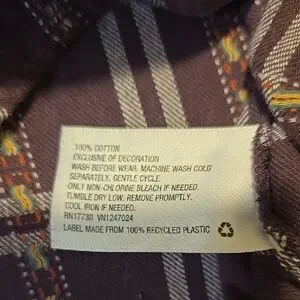 100% COTTON
EXCLUSIVE OF DECORATION
WASH BEFORE WEAR. MACHINE WASH COLD
SEPARATELY. GENTLE CYCLE.
ONLY NON-CHLORINE BLEACH IF NEEDED.
TUMBLE DRY LOW. REMOVE PROMPTLY.
COOL IRON IF NEEDED.
RN17730 VN1247024
LABEL MADE FROM 100% RECYCLED PLASTIC